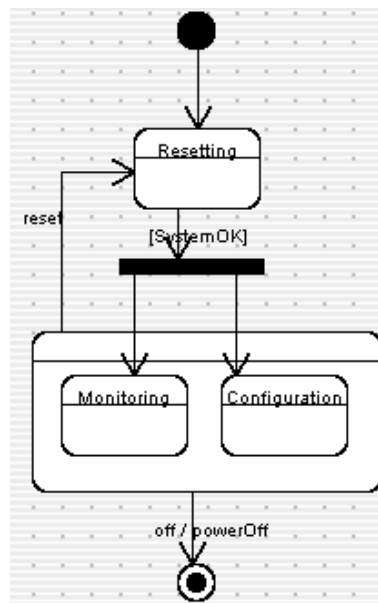 Resetting
reset
[SystemOK]
Monitoring
Configuration
off / powerOff